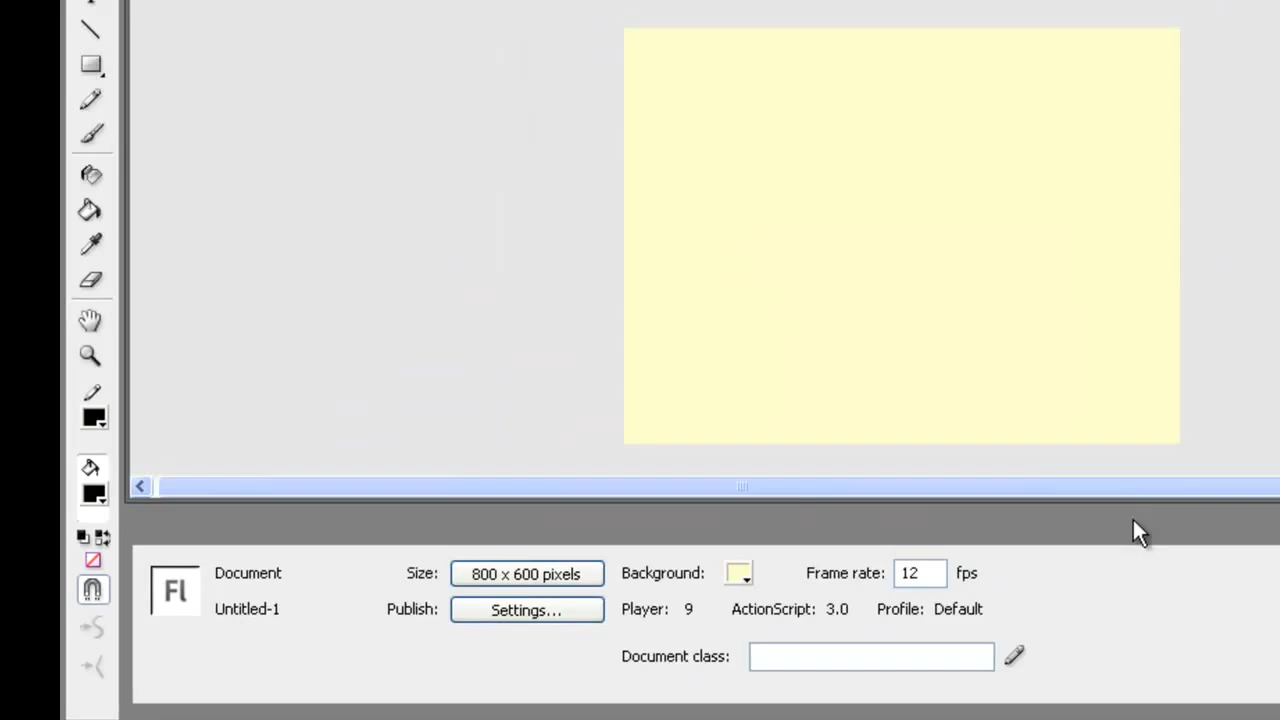 Fl
Document Size: 800 x 600 pixels Background: Frame rate: 12 fps
Untitled-1 Publish: Settings... Player: 9 ActionScript: 3.0 Profile: Default
Document class: